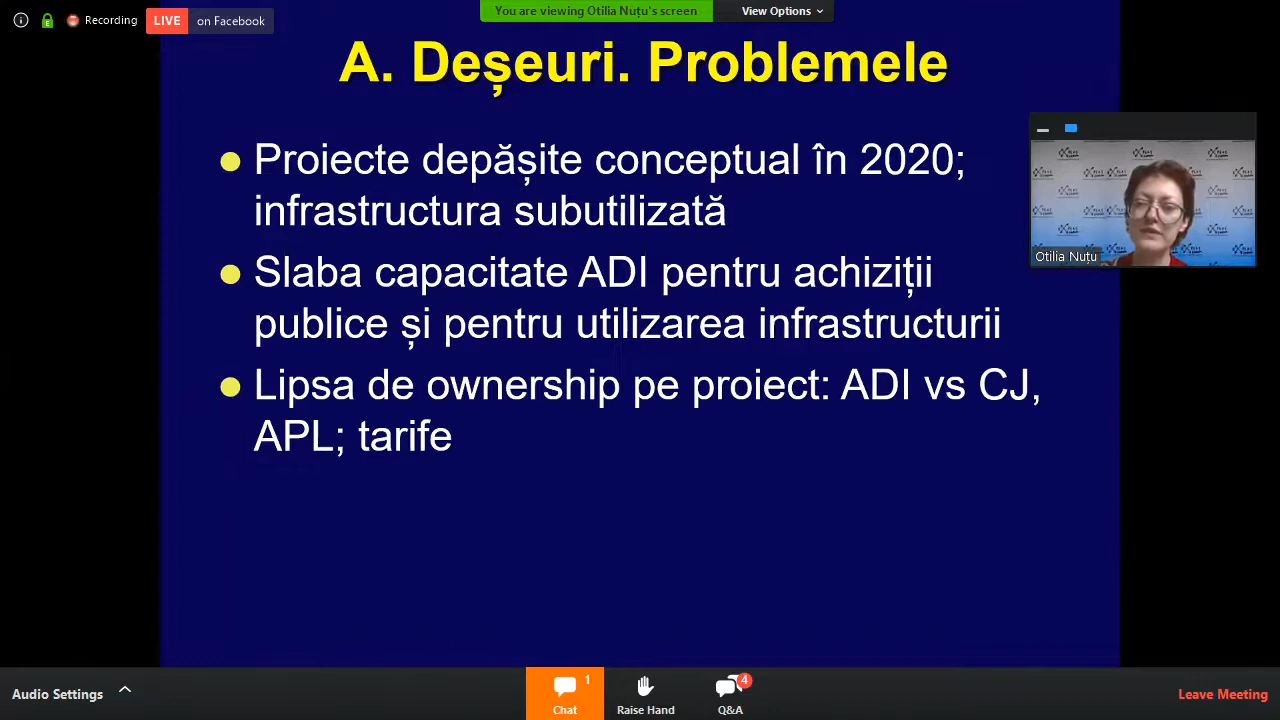 Recording
LIVE on Facebook
You are viewing Otilia Nuțu's screen
View Options
A. Deșeuri. Problemele
Proiecte depășite conceptual în 2020;
infrastructura subutilizată
Slaba capacitate ADI pentru achiziții
publice și pentru utilizarea infrastructurii
Lipsa de ownership pe proiect: ADI vs CJ,
APL; tarife
Otilia Nuțu
Audio Settings
1
Chat
Raise Hand
4
Q&A
Leave Meeting